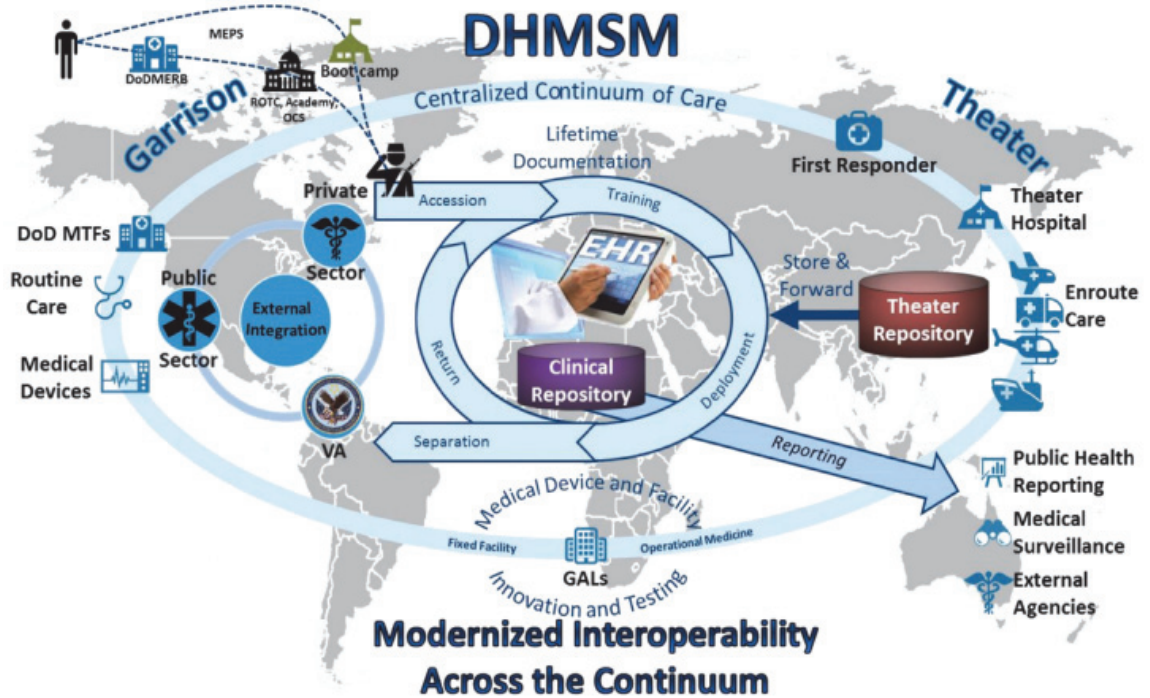 DHMSM
MEPS
DoDMERB
ROTC, Academy,
OCS
Boot camp
Garrison
Centralized Continuum of Care
Theater
Lifetime
Documentation
First Responder
Private
Sector
Accession
Training
Deployment
Return
Separation
EHR
Clinical
Repository
DoD MTFs
Routine
Care
Medical
Devices
Public
Sector
External
Integration
VA
Store &
Forward
Theater
Repository
Theater
Hospital
Enroute
Care
Reporting
Public Health
Reporting
Medical
Surveillance
External
Agencies
Medical Device and Facility
Fixed Facility
Operational Medicine
GALs
Innovation and Testing
Modernized Interoperability
Across the Continuum